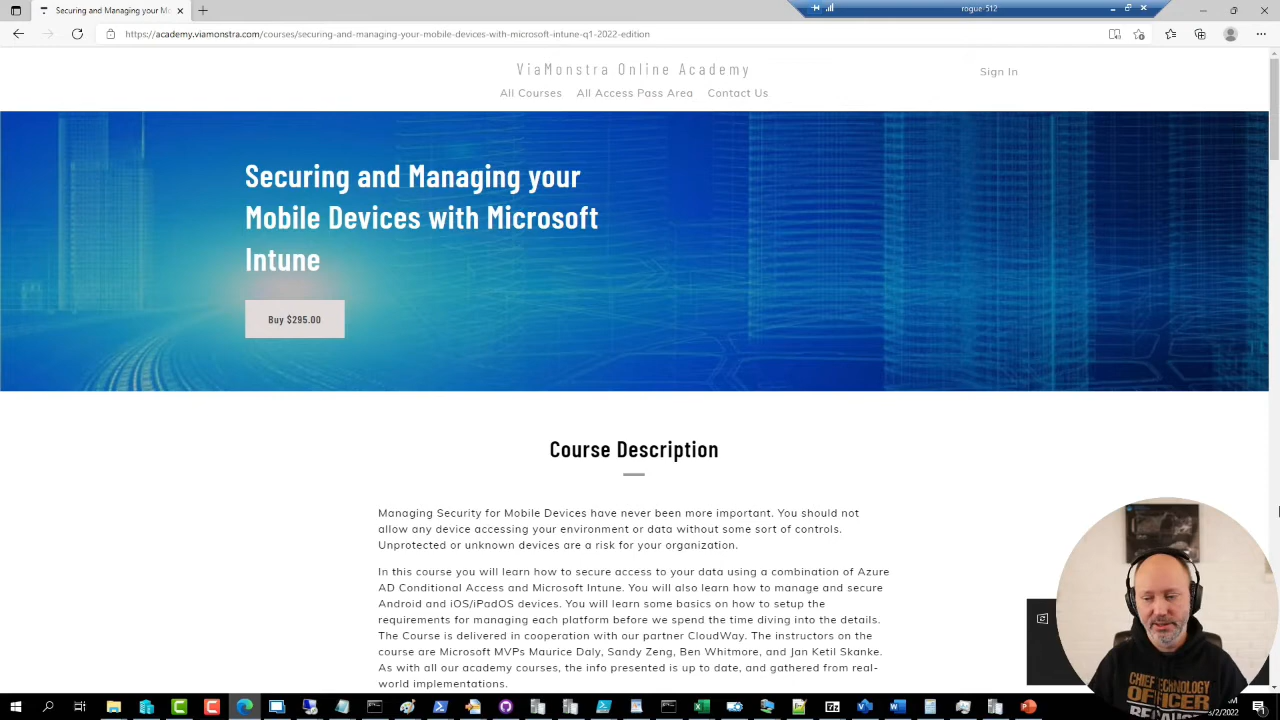 Securing and Managing your Mo
rogue-512
https://academy.viamonstra.com/courses/securing-and-managing-your-mobile-devices-with-microsoft-intune-q1-2022-edition
ViaMonstra Online Academy
Sign In
All Courses All Access Pass Area Contact Us
Securing and Managing your
Mobile Devices with Microsoft
Intune
Buy $295.00
Course Description
Managing Security for Mobile Devices have never been more important. You should not
allow any device accessing your environment or data without some sort of controls.
Unprotected or unknown devices are a risk for your organization.
In this course you will learn how to secure access to your data using a combination of Azure
AD Conditional Access and Microsoft Intune. You will also learn how to manage and secure
Android and iOS/iPadOS devices. You will learn some basics on how to setup the
requirements for managing each platform before we spend the time diving into the details.
The Course is delivered in cooperation with our partner CloudWay. The instructors on the
course are Microsoft MVPs Maurice Daly, Sandy Zeng, Ben Whitmore, and Jan Ketil Skanke.
As with all our academy courses, the info presented is up to date, and gathered from real-
world implementations.
CHIEF
TECHNOLOGY
OFFICER
/2/2022